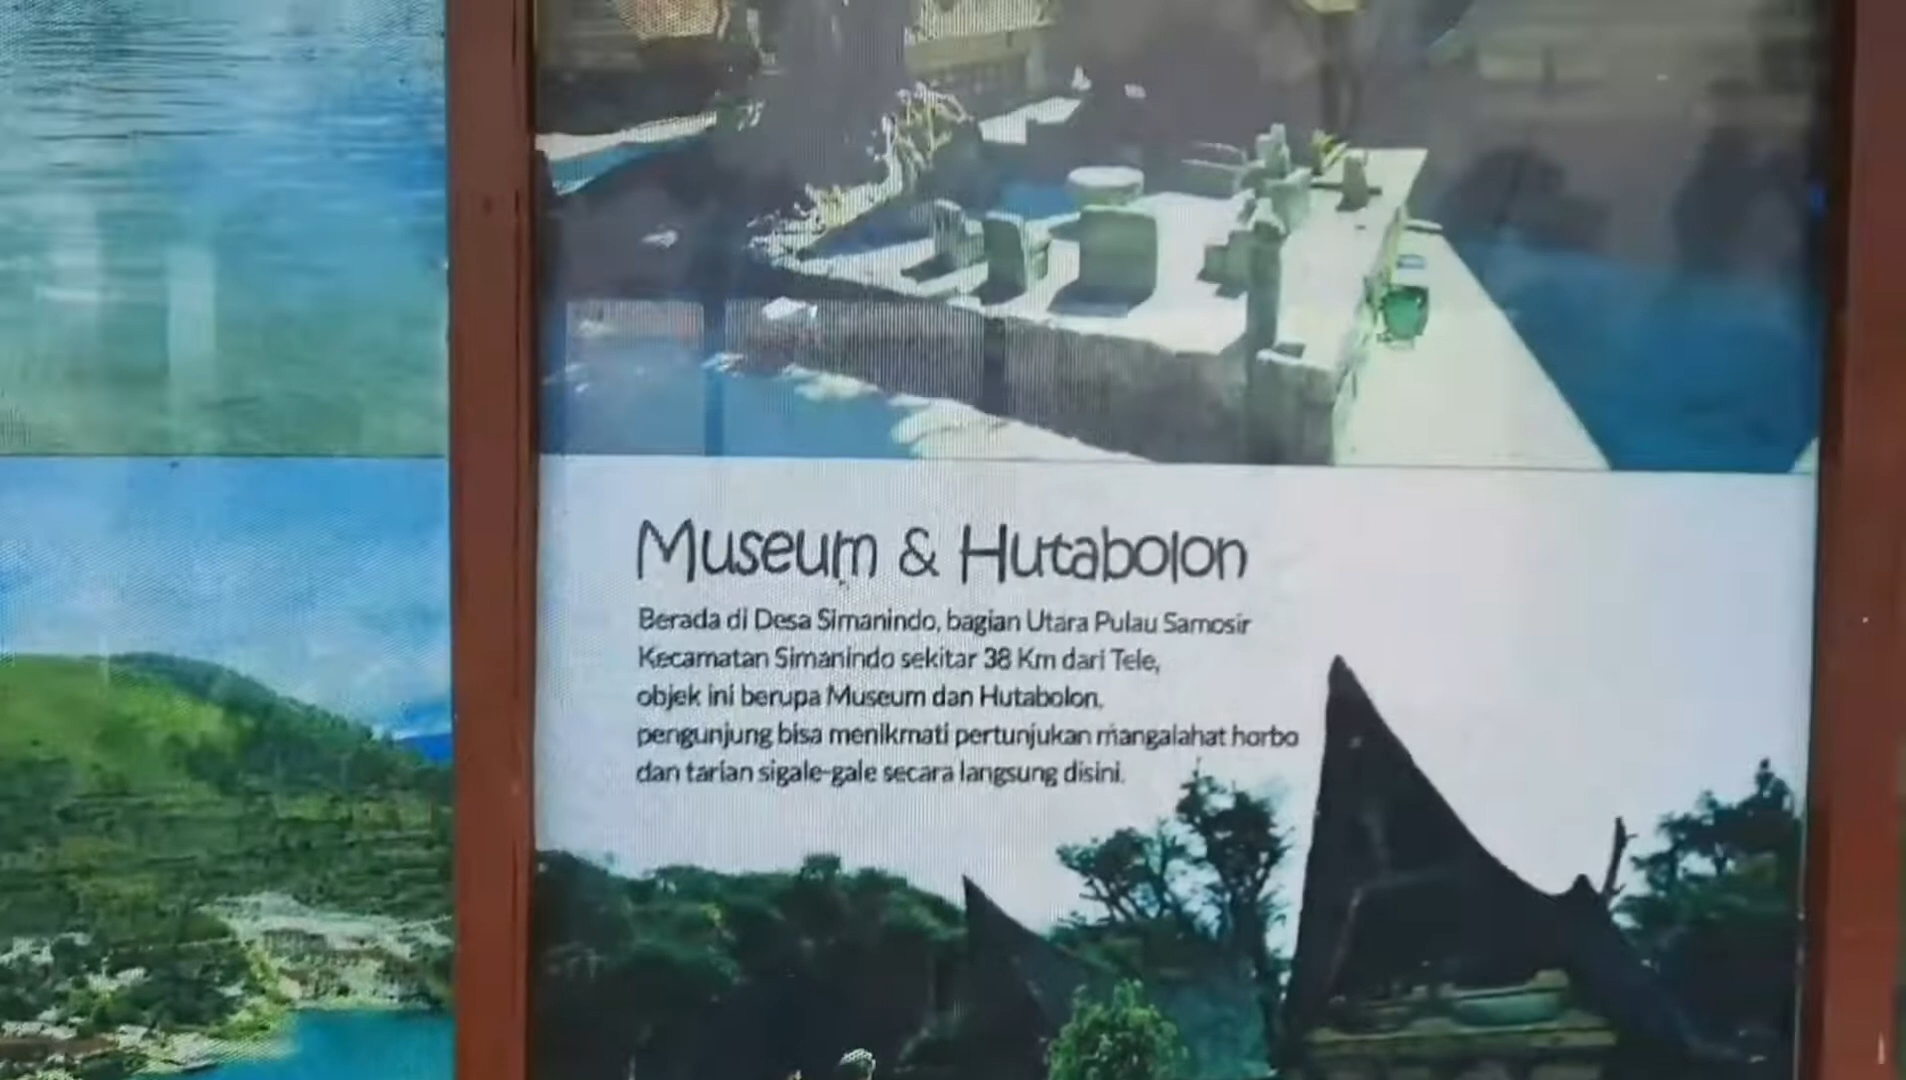 Museum & Hutabolon
Berada di Desa Simanindo, bagian Utara Pulau Samosir
Kecamatan Simanindo sekitar 38 Km dari Tele,
objek ini berupa Museum dan Hutabolon,
pengunjung bisa menikmati pertunjukan mangalahat horbo
dan tarian sigale-gale secara langsung disini.